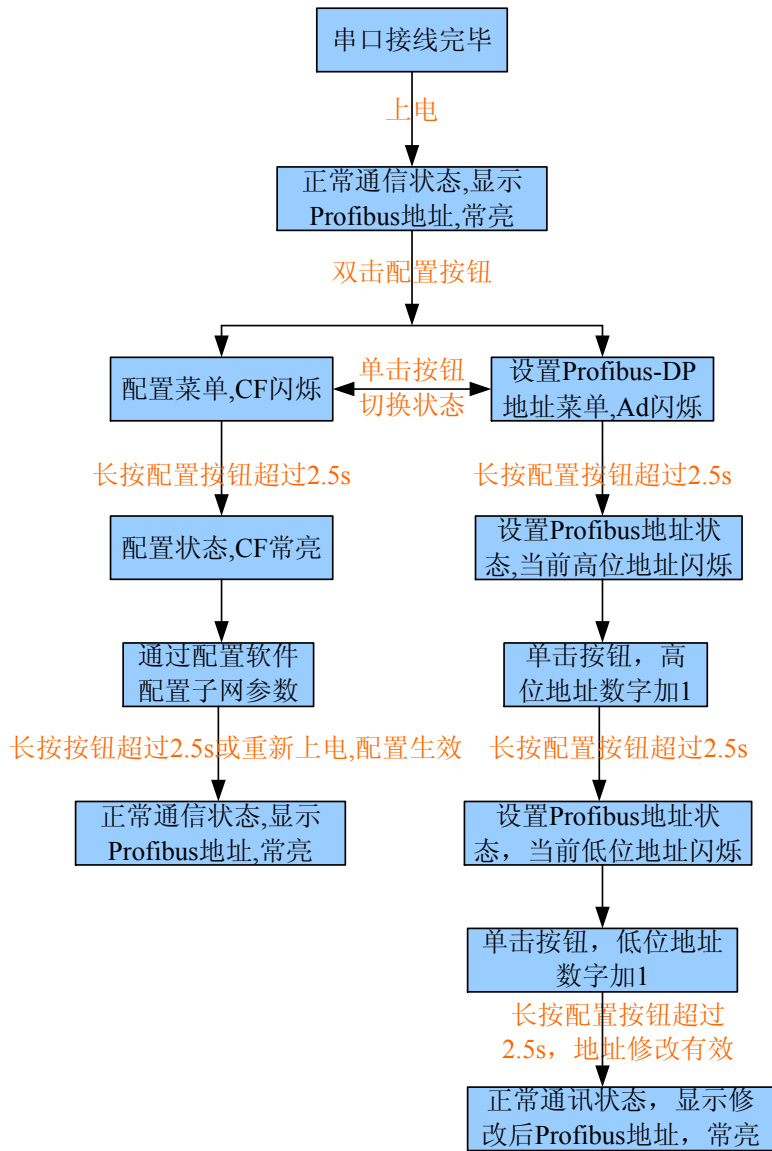 串口接线完毕
上电
正常通信状态,显示
Profibus地址,常亮
双击配置按钮
配置菜单,CF闪烁
单击按钮
切换状态
设置Profibus-DP
地址菜单,Ad闪烁
长按配置按钮超过2.5s
长按配置按钮超过2.5s
配置状态,CF常亮
设置Profibus地址状
态,当前高位地址闪烁
通过配置软件
配置子网参数
单击按钮，高
位地址数字加1
长按按钮超过2.5s或重新上电,配置生效
长按配置按钮超过2.5s
正常通信状态,显示
Profibus地址,常亮
设置Profibus地址状
态，当前低位地址闪烁
单击按钮，低位地址
数字加1
长按配置按钮超过
2.5s，地址修改有效
正常通讯状态，显示修
改后Profibus地址，常亮